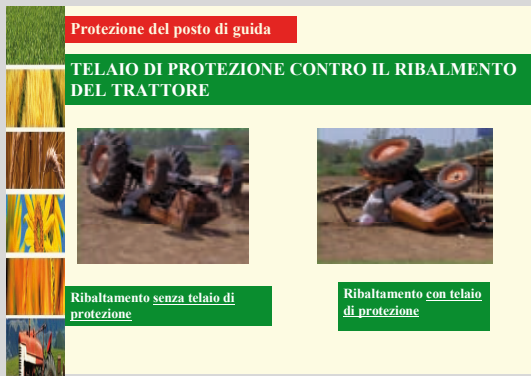 Protezione del posto di guida
TELAIO DI PROTEZIONE CONTRO IL RIBALMENTO
DEL TRATTORE
Ribaltamento senza telaio di
protezione
Ribaltamento con telaio
di protezione